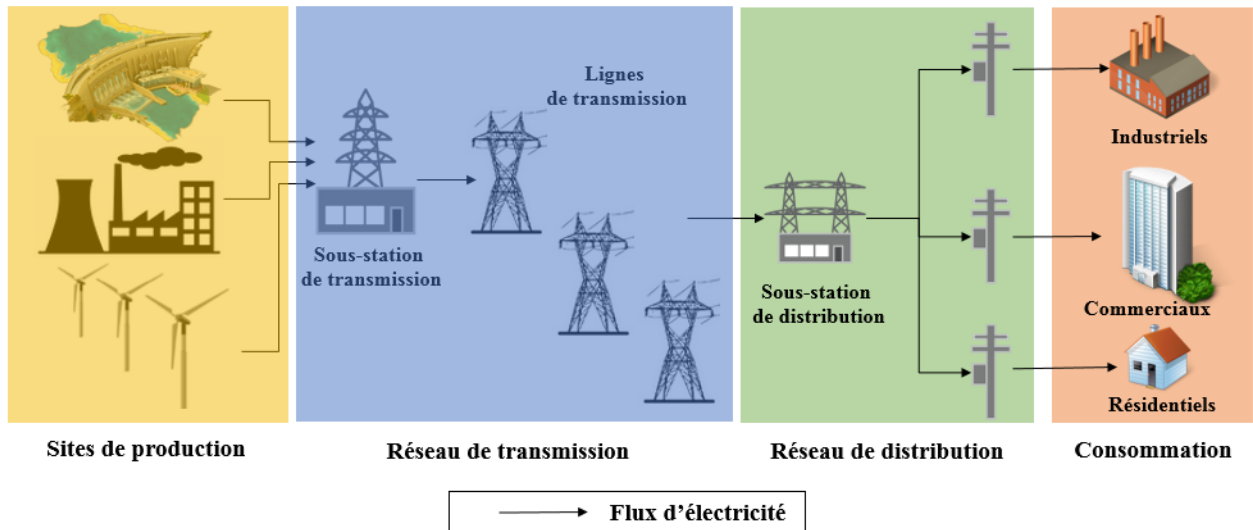 Lignes
de transmission
Sous-station
de transmission
Sous-station
de distribution
Industriels
Commerciaux
Résidentiels
Sites de production
Réseau de transmission
Réseau de distribution
Consommation
Flux d’électricité